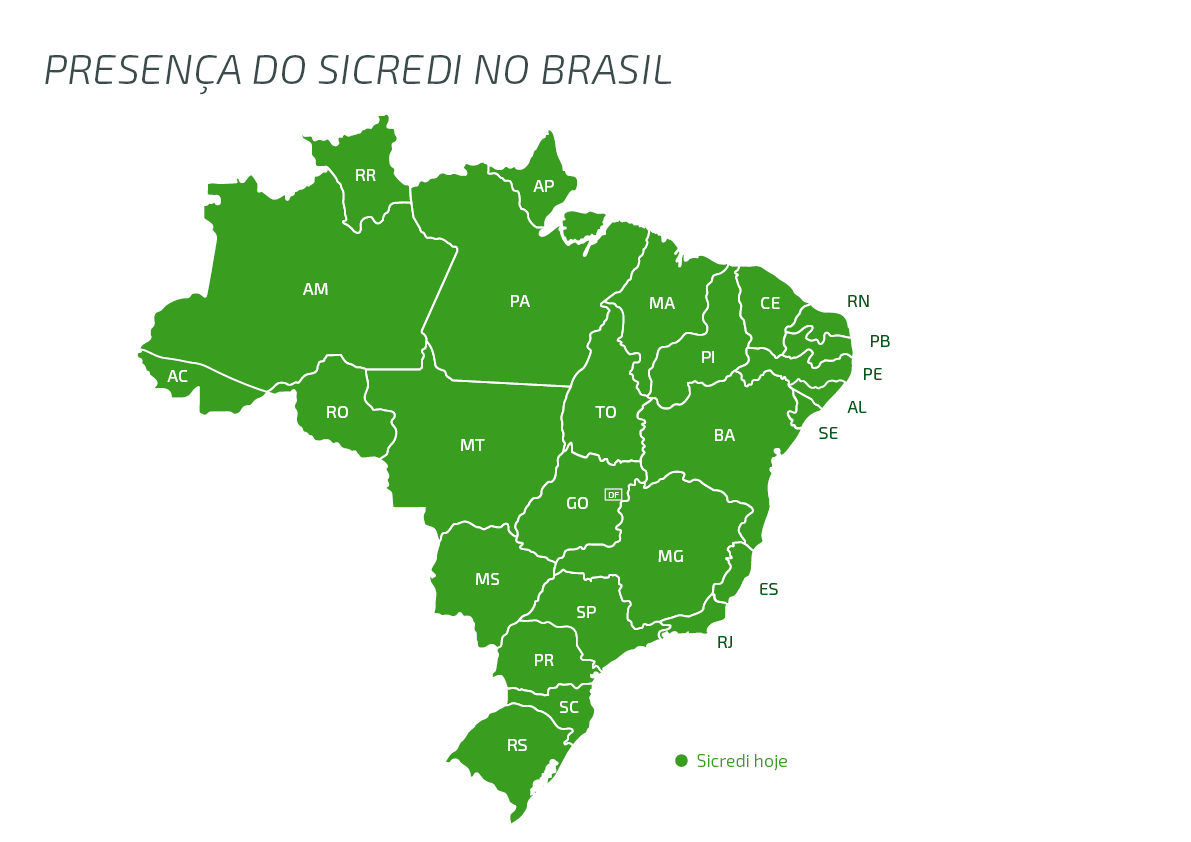 PRESENÇA DO SICREDI NO BRASIL
RR
AP
AM
PA
MA
CE
RN
PB
PI
PE
AC
AL
RO
TO
SE
BA
MT
DF
GO
MG
MS
ES
SP
RJ
PR
SC
RS
Sicredi hoje